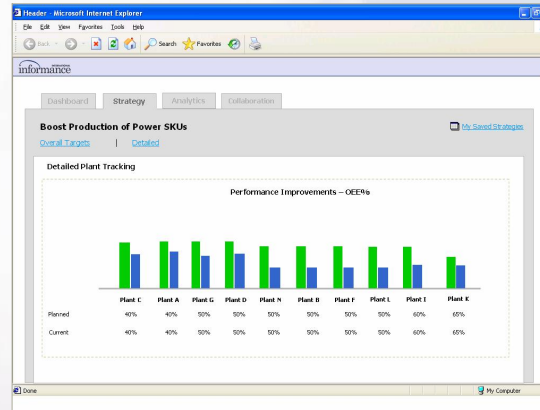 Header - Microsoft Internet Explorer
File Edit View Favorites Tools Help
Back Search Favorites
INTERNATIONAL
informance
Dashboard Strategy Analytics Collaboration
Boost Production of Power SKUs
My Saved Strategies
Overall Targets | Detailed
Detailed Plant Tracking
Performance Improvements – OEE%
Plant C Plant A Plant G Plant D Plant N Plant B Plant F Plant L Plant I Plant K
Planned 40% 40% 50% 50% 50% 50% 50% 50% 60% 65%
Current 40% 40% 50% 50% 50% 50% 50% 50% 60% 65%
Done My Computer